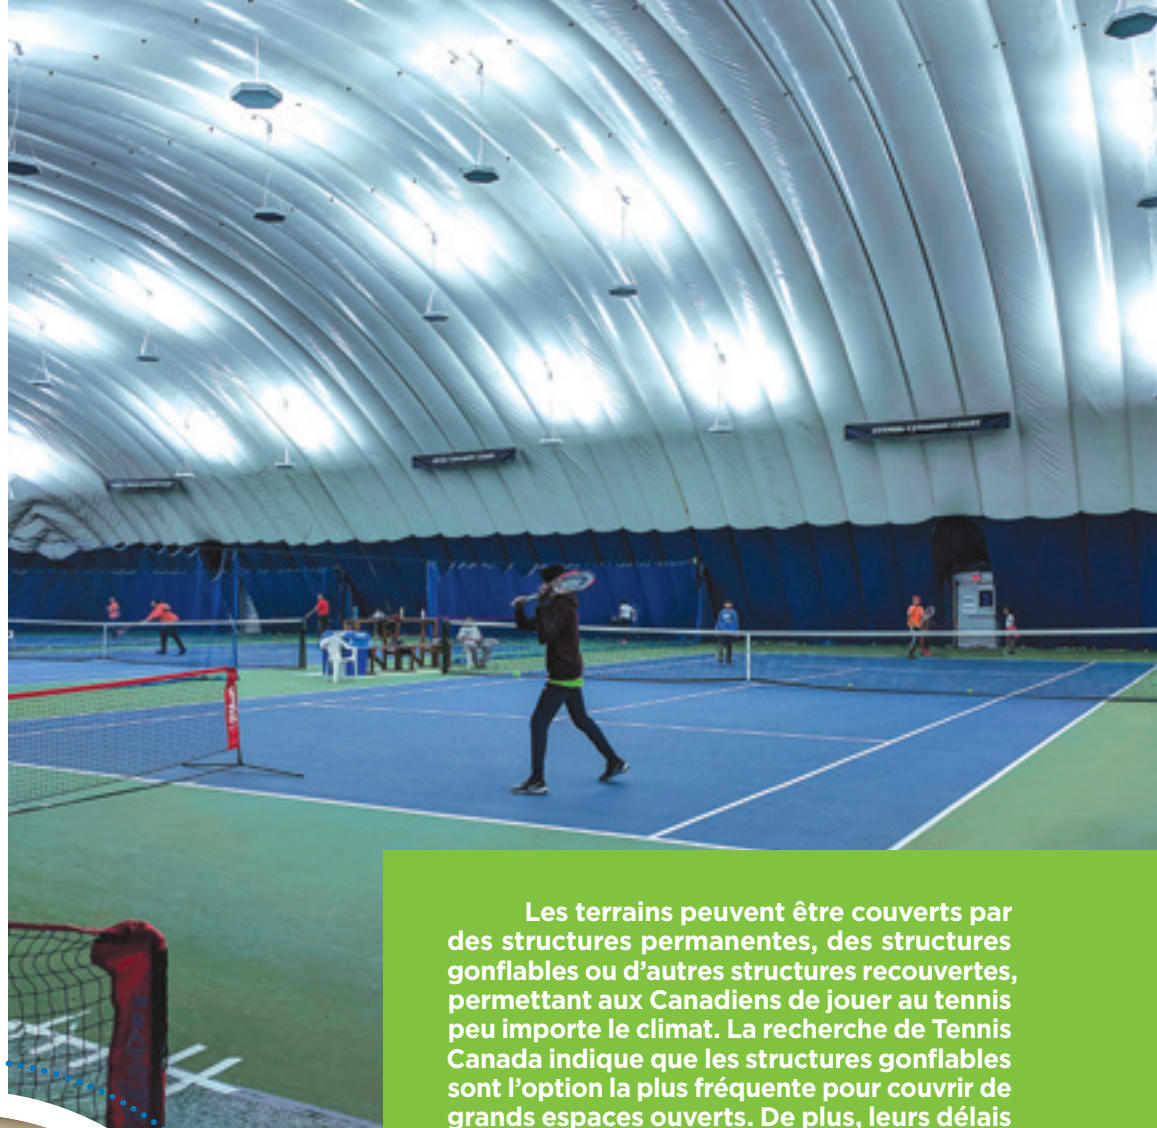 Les terrains peuvent être couverts par
des structures permanentes, des structures
gonflables ou d'autres structures recouvertes,
permettant aux Canadiens de jouer au tennis
peu importe le climat. La recherche de Tennis
Canada indique que les structures gonflables
sont l'option la plus fréquente pour couvrir de
grands espaces ouverts. De plus, leurs délais